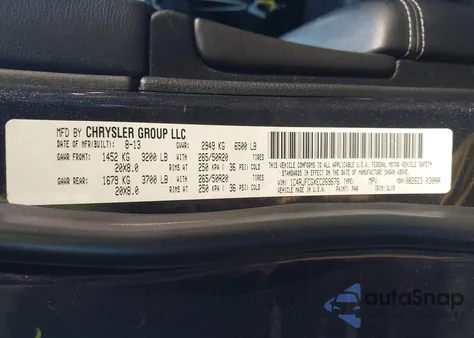 MFD BY CHRYSLER GROUP LLC
DATE OF MFR(BUILT): 8-13 GVWR: 2949 KG 6500 LB
GAWR FRONT: 1452 KG 3200 LB WITH 265/50R20
20X8.0 RIMS AT 250 KPA( 36 PSI) COLD
GAWR REAR: 1679 KG 3700 LB WITH 265/50R20
20X8.0 RIMS AT 250 KPA( 36 PSI) COLD
THIS VEHICLE CONFORMS TO ALL APPLICABLE U.S.A. FEDERAL MOTOR VEHICLE SAFETY
STANDARDS IN EFFECT ON THE DATE OF MANUFACTURE SHOWN ABOVE.
TYPE: MPV MDH: 082623
PAINT: TRIM:
VEHICLE MADE IN U.S.A.
autoSnap